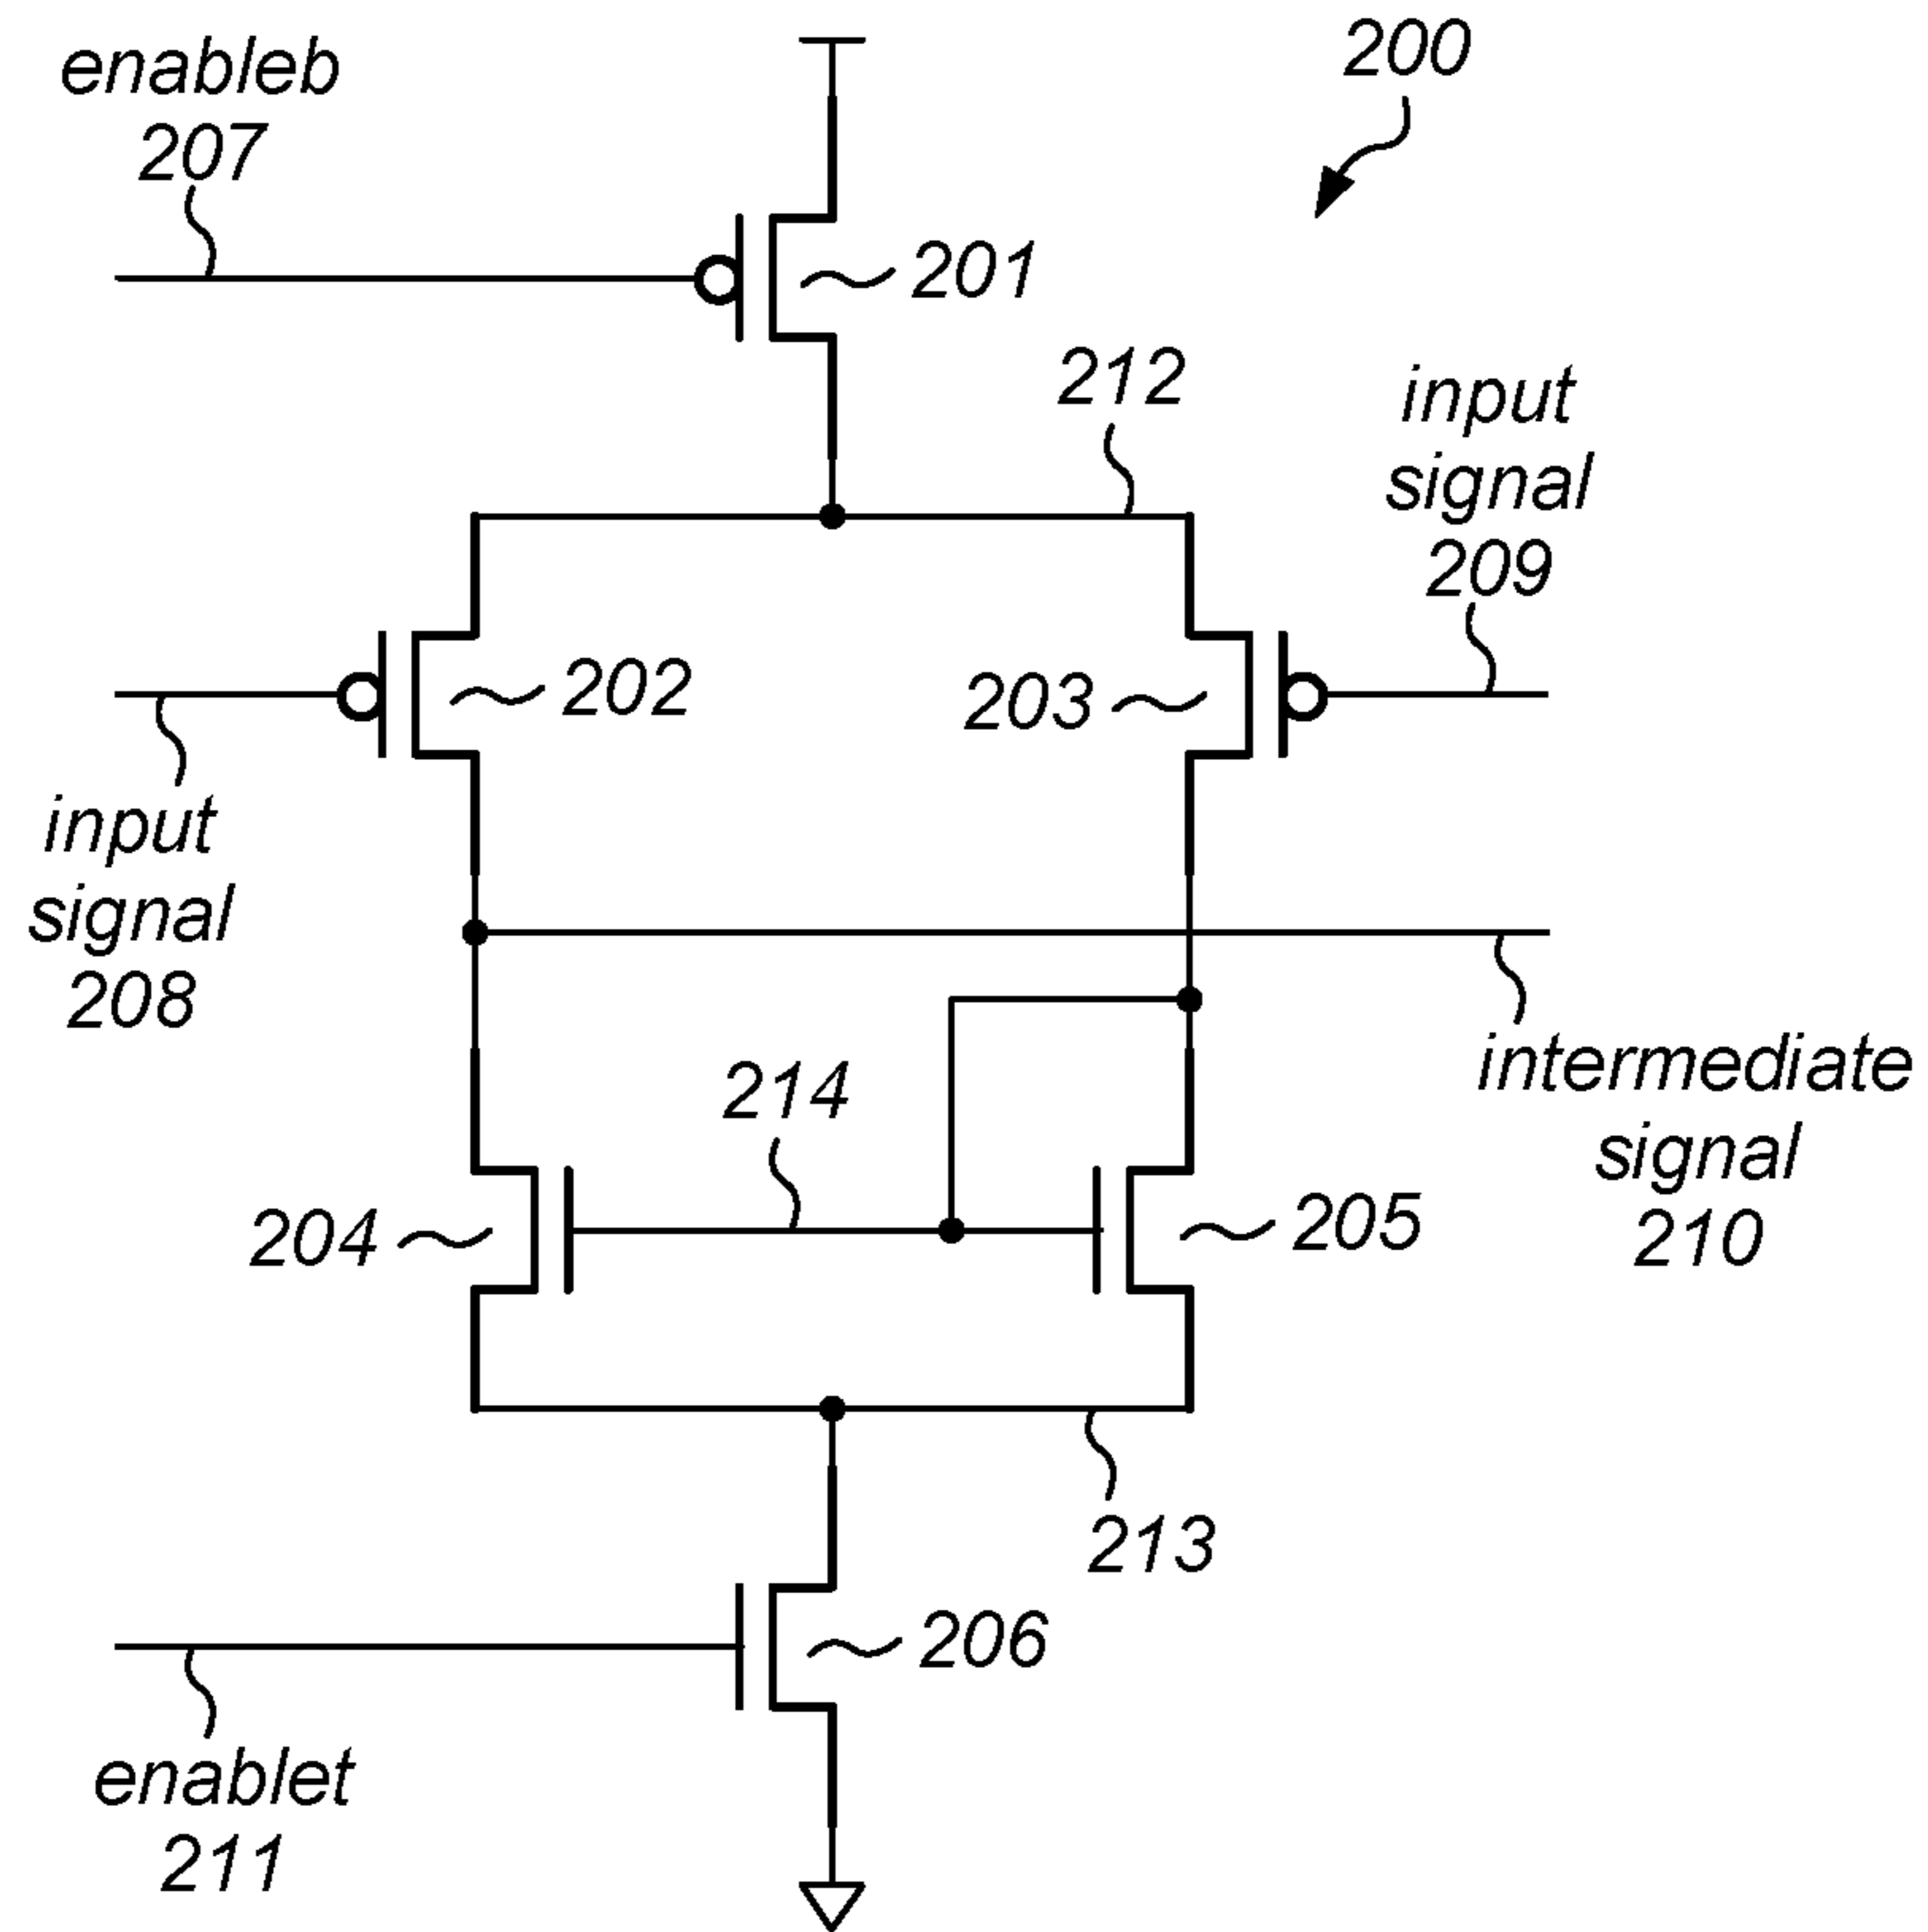 enableb
207
200
201
212
input
signal
209
202
203
input
signal
208
214
intermediate
signal
210
204
205
213
206
enablet
211